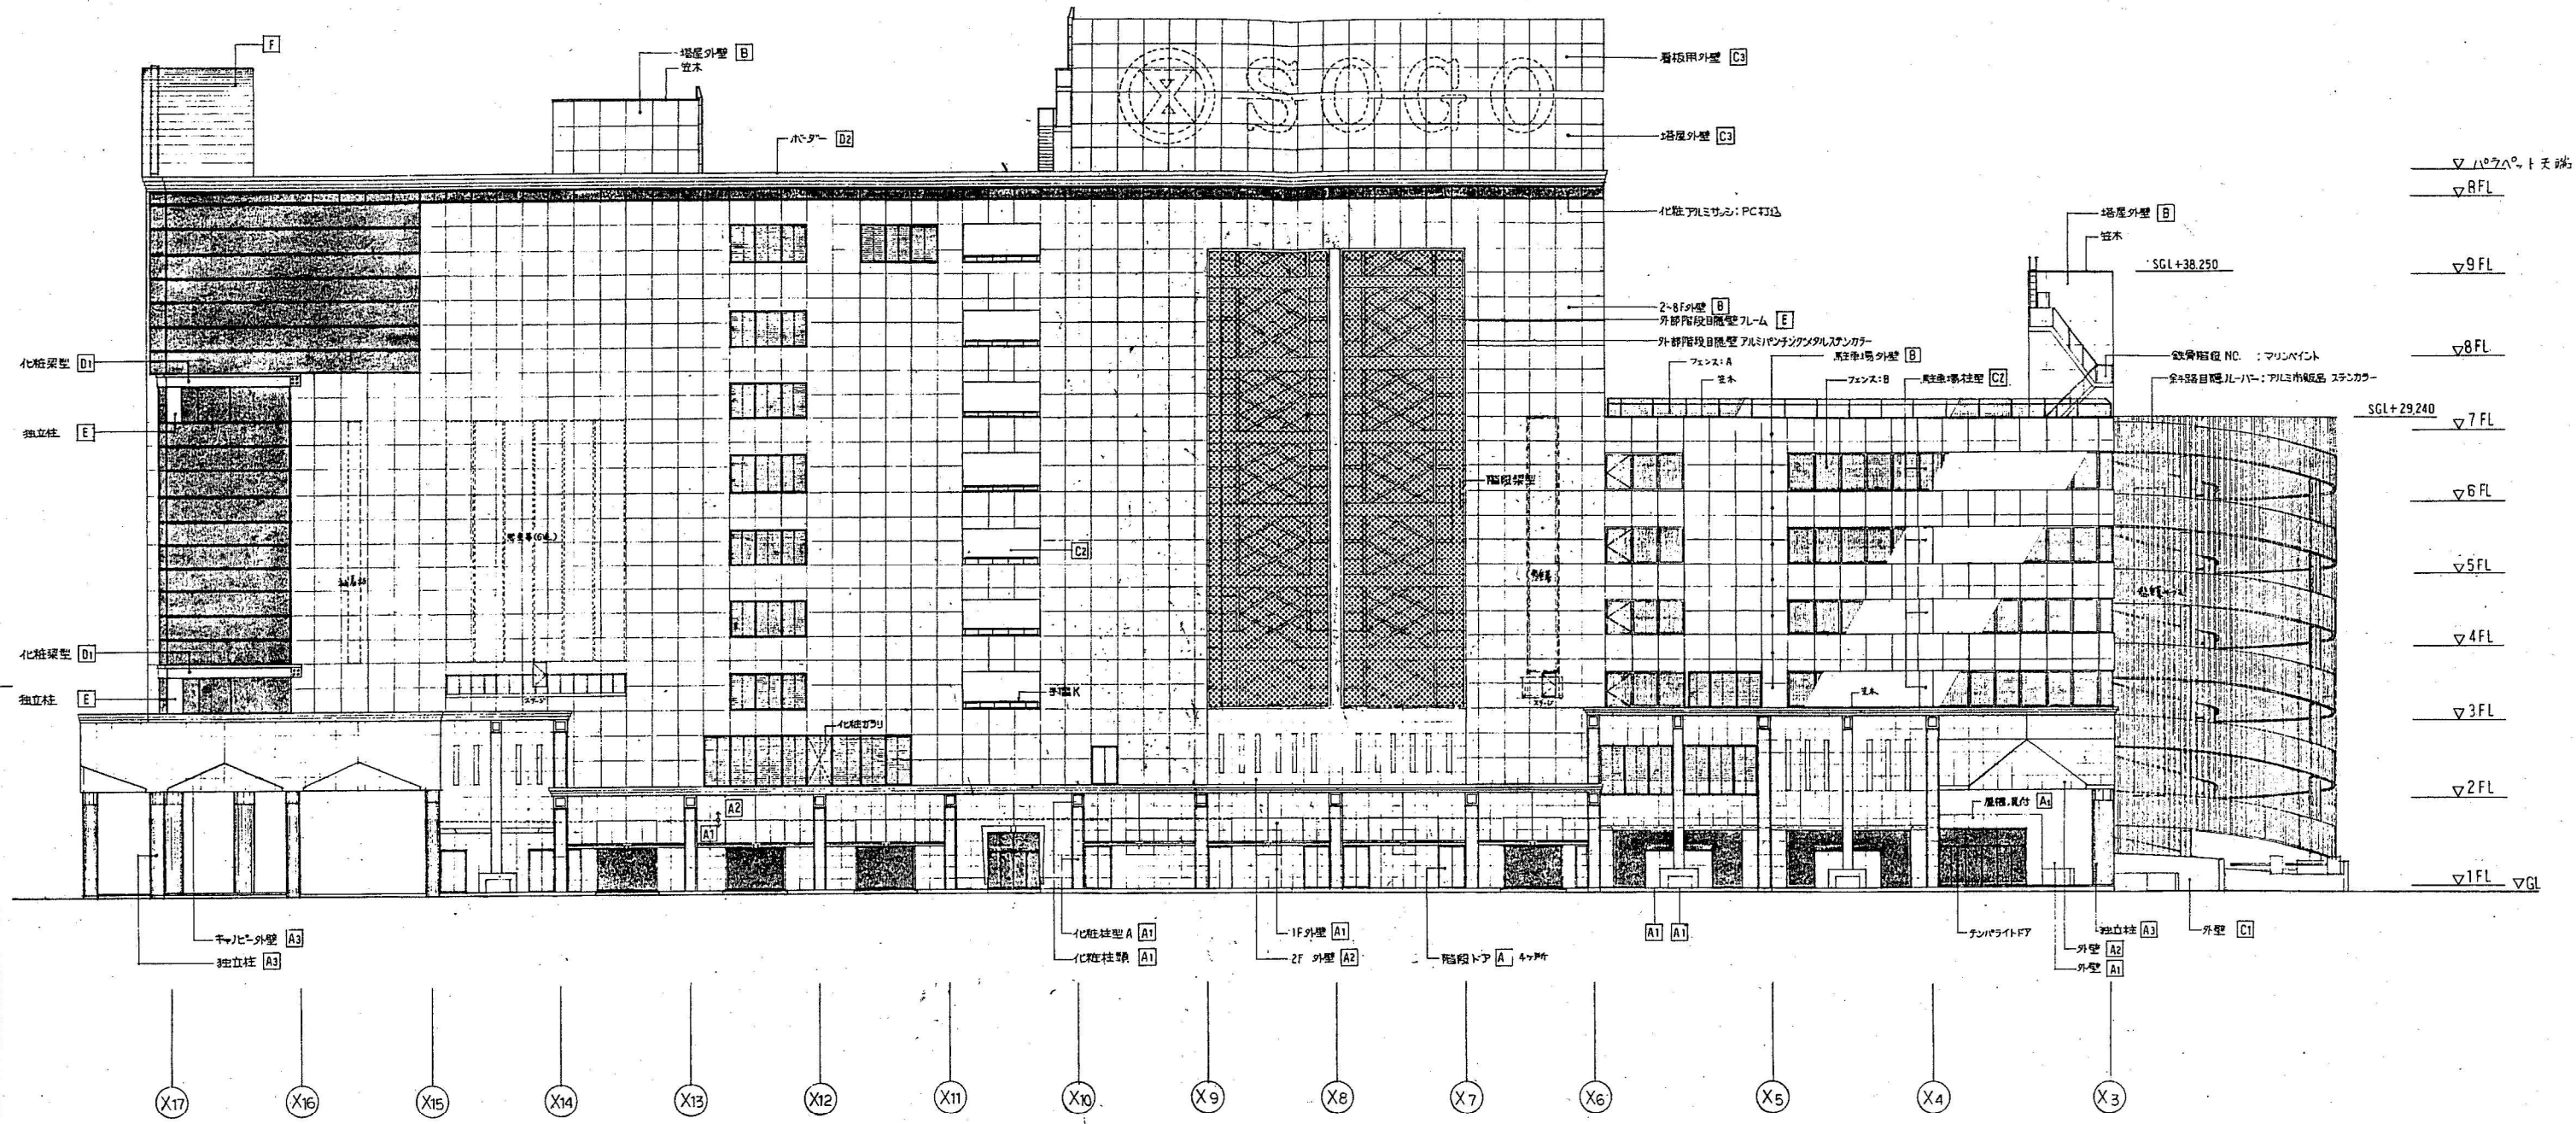 F
塔屋外壁 B
笠木
ボーダー D2
SOGO
看板用外壁 C3
塔屋外壁 C3
▽パラペット天端
▽RFL
化粧アルミサッシ:PC打込
塔屋外壁 B
笠木
SGL+38.250
▽9FL
2~8F外壁 B
外部階段目隠壁フレーム E
外部階段目隠壁 アルミパンチングメタルステンカラー
フェンス:A
笠木
駐車場外壁 B
フェンス:B
駐車場柱型 C2
鉄骨階段 NC. :マリンペイント
斜路目隠ルーバー:アルミ市販品 ステンカラー
▽8FL
SGL+29,240
▽7FL
化粧梁型 D1
独立柱 E
階段梁型
▽6FL
C2
▽5FL
▽4FL
化粧梁型 D1
独立柱 E
ステージ
手摺K
ステージ
笠木
▽3FL
化粧ガラリ
▽2FL
A2
A1
A1
▽1FL ▽GL
キャノピー外壁 A3
独立柱 A3
化粧柱型A A1
化粧柱頭 A1
1F外壁 A1
2F 外壁 A2
階段ドア A 4ヶ所
A1 A1
テンパライトドア
独立柱 A3
外壁 A2
外壁 A1
外壁 C1
X17 X16 X15 X14 X13 X12 X11 X10 X9 X8 X7 X6 X5 X4 X3